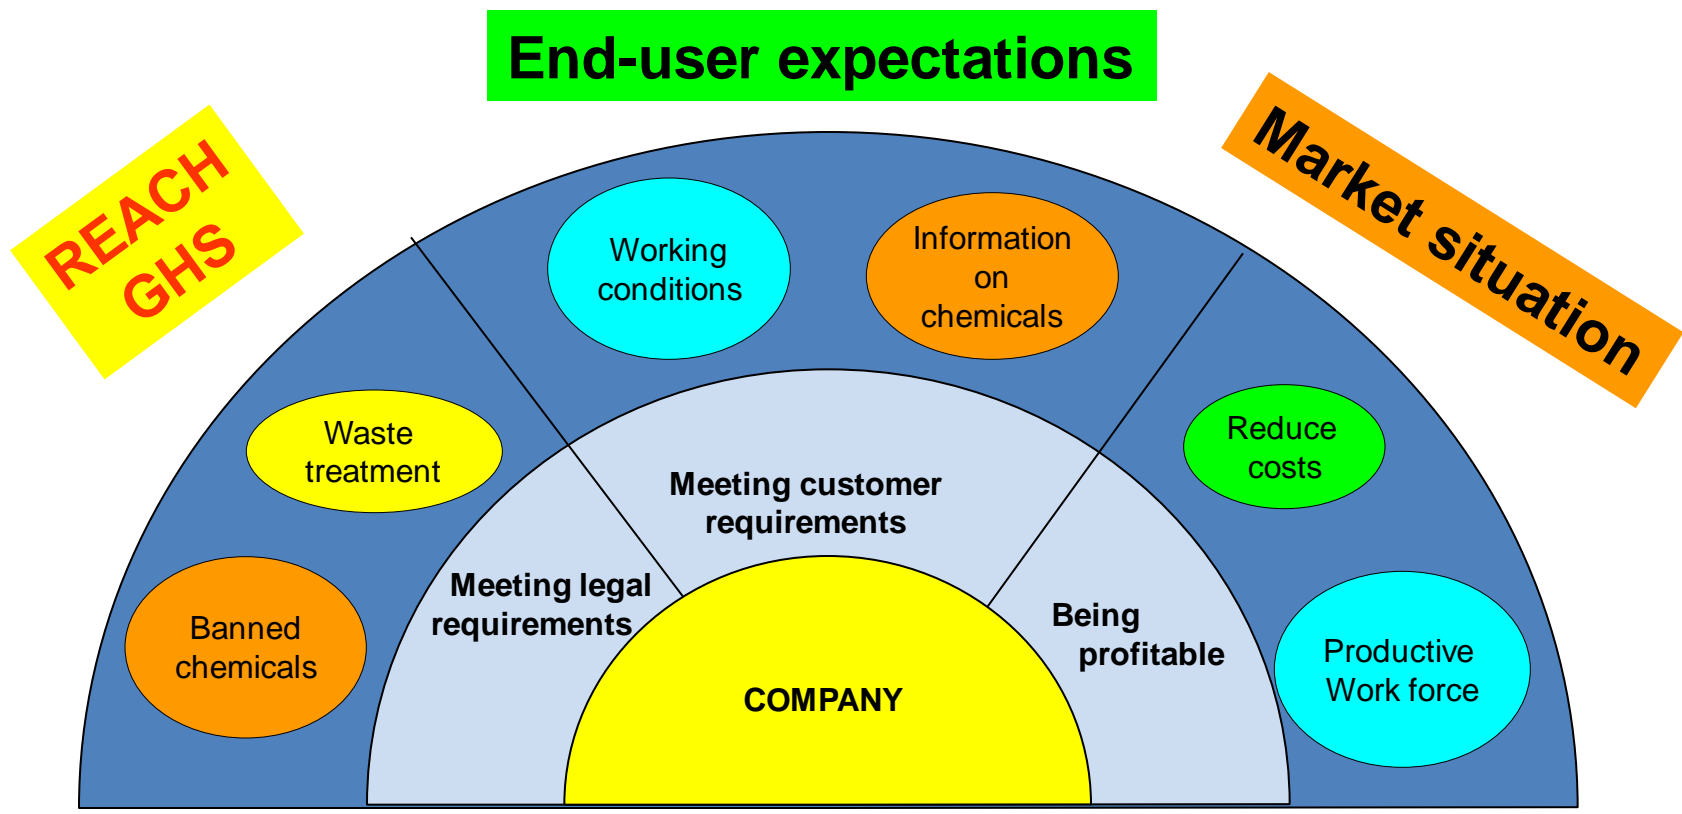 End-user expectations
REACH
GHS
Market situation
Working
conditions
Information
on
chemicals
Waste
treatment
Reduce
costs
Banned
chemicals
Productive
Work force
Meeting customer
requirements
Meeting legal
requirements
Being
profitable
COMPANY